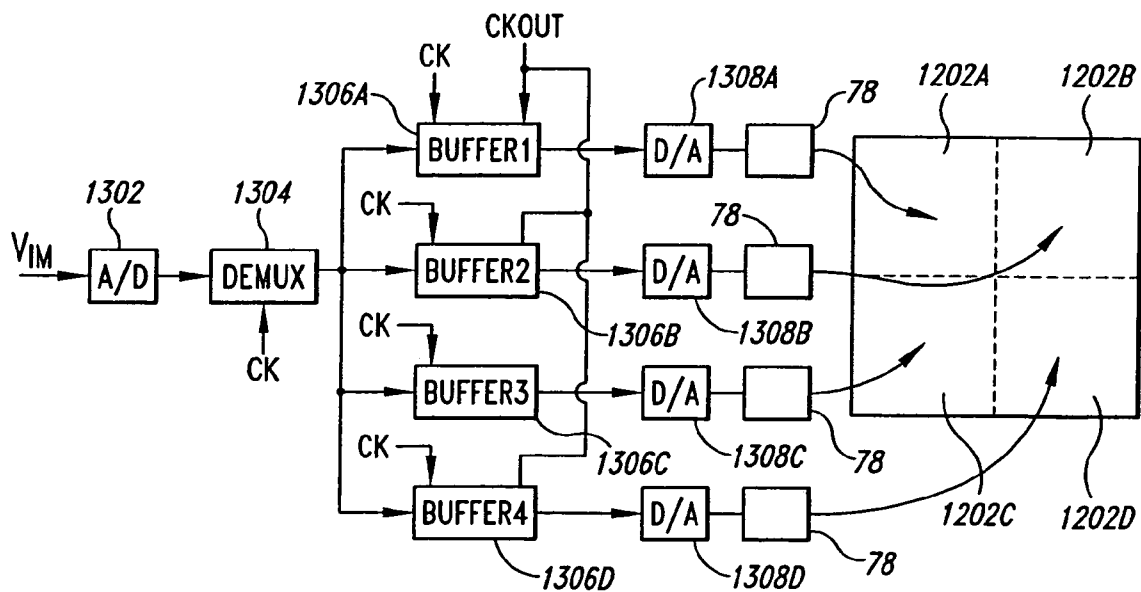 CKOUT
CK
1306A
BUFFER1
1308A
D/A
78
1202A
1202B
1302
1304
VIM
A/D
DEMUX
CK
CK
BUFFER2
1306B
D/A
1308B
78
CK
BUFFER3
1306C
D/A
1308C
78
CK
BUFFER4
1306D
D/A
1308D
78
1202C
1202D